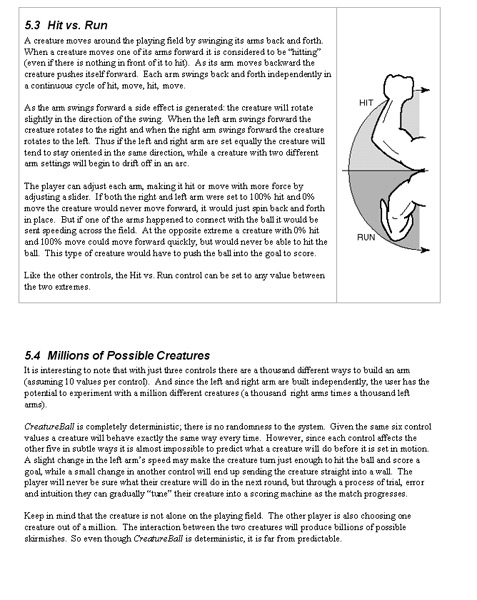 5.3 Hit vs. Run
A creature moves around the playing field by swinging its arms back and forth.
When a creature moves one of its arms forward it is considered to be "hitting"
(even if there is nothing in front of it to hit). As its arm moves backward the
creature pushes itself forward. Each arm swings back and forth independently in
a continuous cycle of hit, move, hit, move.
As the arm swings forward a side effect is generated: the creature will rotate
slightly in the direction of the swing. When the left arm swings forward the
creature rotates to the right and when the right arm swings forward the creature
rotates to the left. Thus if the left and right arm are set equally the creature will
tend to stay oriented in the same direction, while a creature with two different
arm settings will begin to drift off in an arc.
The player can adjust each arm, making it hit or move with more force by
adjusting a slider. If both the right and left arm were set to 100% hit and 0%
move the creature would never move forward, it would just spin back and forth
in place. But if one of the arms happened to connect with the ball it would be
sent speeding across the field. At the opposite extreme a creature with 0% hit
and 100% move could move forward quickly, but would never be able to hit the
ball. This type of creature would have to push the ball into the goal to score.
Like the other controls, the Hit vs. Run control can be set to any value between
the two extremes.
HIT
RUN
5.4 Millions of Possible Creatures
It is interesting to note that with just three controls there are a thousand different ways to build an arm
(assuming 10 values per control). And since the left and right arm are built independently, the user has the
potential to experiment with a million different creatures (a thousand right arms times a thousand left
arms).
CreatureBall is completely deterministic; there is no randomness to the system. Given the same six control
values a creature will behave exactly the same way every time. However, since each control affects the
other five in subtle ways it is almost impossible to predict what a creature will do before it is set in motion.
A slight change in the left arm's speed may make the creature turn just enough to hit the ball and score a
goal, while a small change in another control will end up sending the creature straight into a wall. The
player will never be sure what their creature will do in the next round, but through a process of trial, error
and intuition they can gradually "tune" their creature into a scoring machine as the match progresses.
Keep in mind that the creature is not alone on the playing field. The other player is also choosing one
creature out of a million. The interaction between the two creatures will produce billions of possible
skirmishes. So even though CreatureBall is deterministic, it is far from predictable.